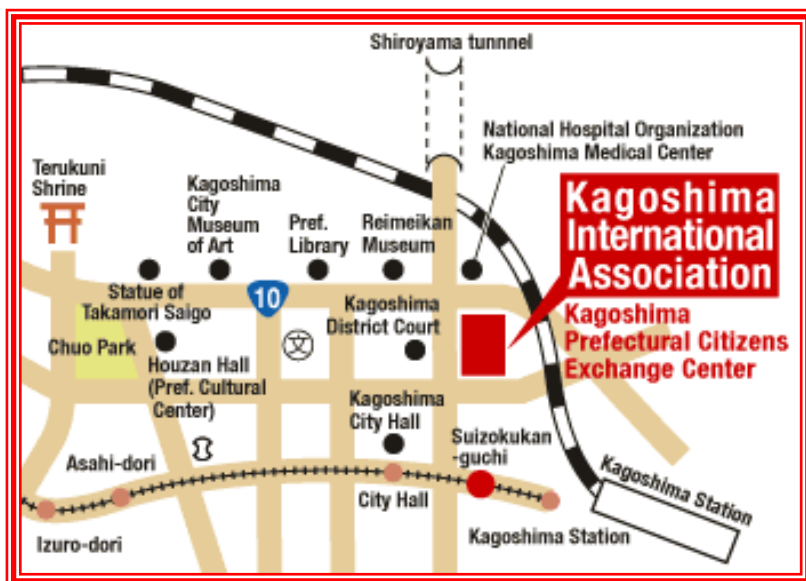 Shiroyama tunnnel
National Hospital Organization
Kagoshima Medical Center
Terukuni
Shrine
Kagoshima
City
Museum
of Art
Pref.
Library
Reimeikan
Museum
Kagoshima
International
Association
Statue of
Takamori Saigo
10
Kagoshima
District Court
Kagoshima
Prefectural Citizens
Exchange Center
Chuo Park
文
Houzan Hall
(Pref. Cultural
Center)
Kagoshima
City Hall
Suizokukan
-guchi
Asahi-dori
City Hall
Kagoshima Station
Kagoshima Station
Izuro-dori